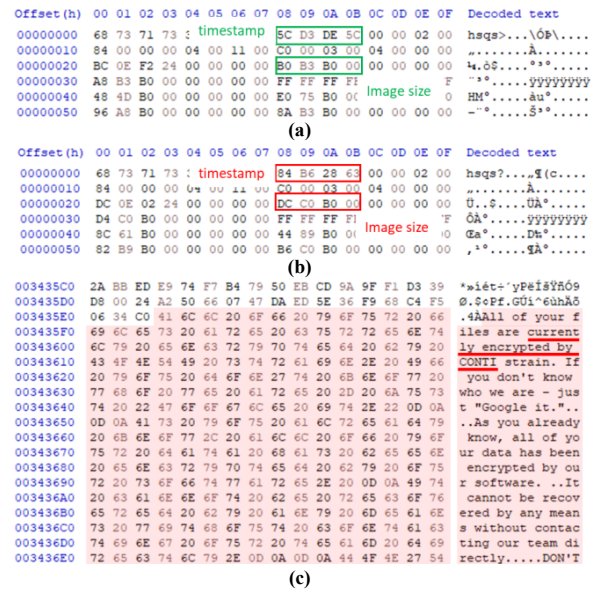 Offset(h) 00 01 02 03 04 05 06 07 08 09 0A 0B 0C 0D 0E 0F Decoded text
00000000 68 73 71 73 timestamp 5C D3 DE 5C 00 00 02 00 hsqs>...\ÓÞ\....
00000010 84 00 00 00 04 00 11 00 C0 03 00 04 00 00 00 „.......À.......
00000020 BC 0E F2 24 00 00 00 00 B0 B3 B0 00 00 00 00 00 ¼.ò$....°³°.....
00000030 A8 B3 B0 00 00 00 00 00 FF FF FF F Image size F ¨³°.....ÿÿÿÿÿÿÿÿ
00000040 48 4D B0 00 00 00 00 00 E0 75 B0 00 HM°.....àu°.....
00000050 96 A8 B0 00 00 00 00 00 8A B3 B0 00 00 00 00 00 –¨°.....Š³°.....
(a)
Offset(h) 00 01 02 03 04 05 06 07 08 09 0A 0B 0C 0D 0E 0F Decoded text
00000000 68 73 71 73 timestamp 84 B6 28 63 00 00 02 00 hsqs?...„¶(c....
00000010 84 00 00 00 04 00 11 00 C0 00 03 00 04 00 00 00 „.......À.......
00000020 DC 0E 02 24 00 00 00 00 DC C0 B0 00 00 00 00 00 Ü..$....ÜÀ°.....
00000030 D4 C0 B0 00 00 00 00 00 FF FF FF F F ÔÀ°.....ÿÿÿÿÿÿÿÿ
00000040 8C 61 B0 00 00 00 00 00 44 89 B0 00 Image size Œa°.....D‰°.....
00000050 82 B9 B0 00 00 00 00 00 B6 C0 B0 00 00 00 00 00 ‚¹°.....¶À°.....
(b)
003435C0 2A BB ED E9 74 F7 B4 79 50 EB CD 9A 9F F1 D3 39 *»iét÷´yPëÍšŸñÓ9
003435D0 D8 00 24 A2 50 66 07 47 DA ED 5E 36 F9 68 C4 F5 Ø.$¢Pf.GÚí^6ùhÄõ
003435E0 06 34 C0 41 6C 6C 20 6F 66 20 79 6F 75 72 20 66 .4ÀAll of your f
003435F0 69 6C 65 73 20 61 72 65 20 63 75 72 72 65 6E 74 iles are current
00343600 6C 79 20 65 6E 63 72 79 70 74 65 64 20 62 79 20 ly encrypted by
00343610 43 4F 4E 54 49 20 73 74 72 61 69 6E 2E 20 49 66 CONTI strain. If
00343620 20 79 6F 75 20 64 6F 6E 27 74 20 6B 6E 6F 77 20 you don't know
00343630 77 68 6F 20 77 65 20 61 72 65 20 2D 20 6A 75 73 who we are - jus
00343640 74 20 22 47 6F 6F 67 6C 65 20 69 74 2E 22 0D 0A t "Google it."..
00343650 0D 0A 41 73 20 79 6F 75 20 61 6C 72 65 61 64 79 ..As you already
00343660 20 6B 6E 6F 77 2C 20 61 6C 6C 20 6F 66 20 79 6F know, all of yo
00343670 75 72 20 64 61 74 61 20 68 61 73 20 62 65 65 6E ur data has been
00343680 20 65 6E 63 72 79 70 74 65 64 20 62 79 20 6F 75 encrypted by ou
00343690 72 20 73 6F 66 74 77 61 72 65 2E 20 0D 0A 49 74 r software. ..It
003436A0 20 63 61 6E 6E 6F 74 20 62 65 20 72 65 63 6F 76 cannot be recov
003436B0 65 72 65 64 20 62 79 20 61 6E 79 20 6D 65 61 6E ered by any mean
003436C0 73 20 77 69 74 68 6F 75 74 20 63 6F 6E 74 61 63 s without contac
003436D0 74 69 6E 67 20 6F 75 72 20 74 65 61 6D 20 64 69 ting our team di
003436E0 72 65 63 74 6C 79 2E 0D 0A 0D 0A 44 4F 4E 27 54 rectly.....DON'T
(c)